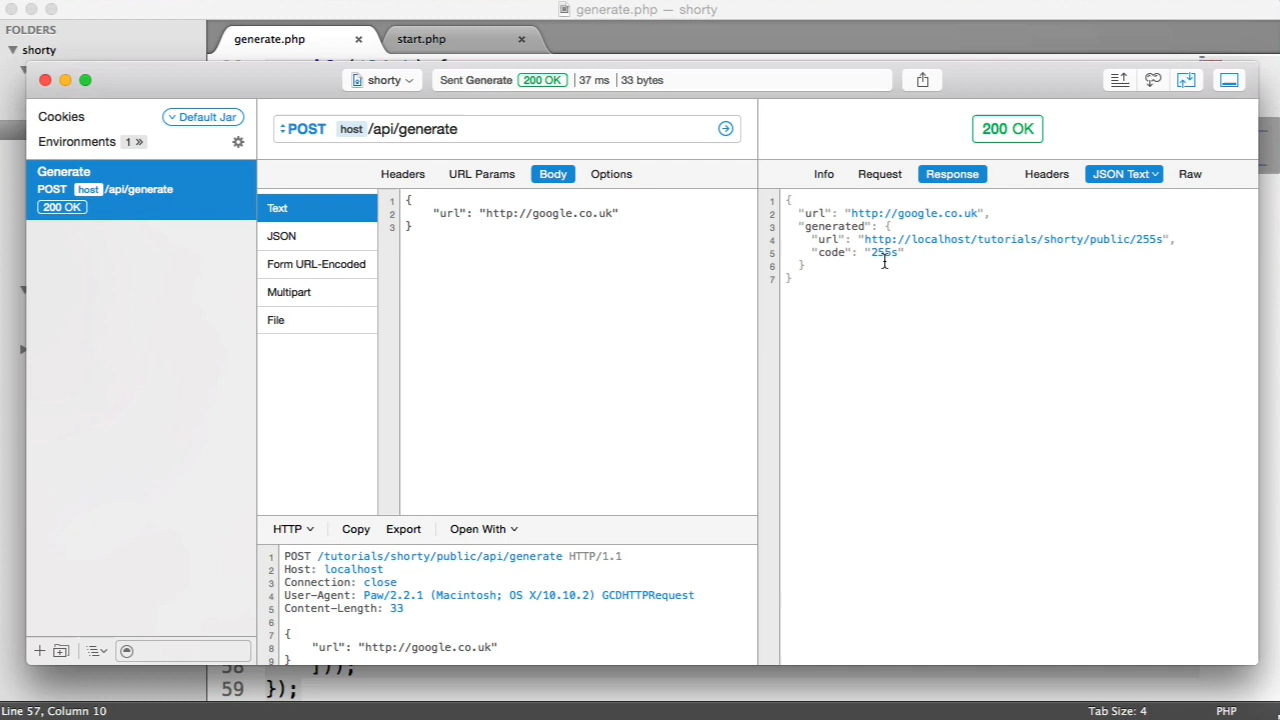 generate.php — shorty
FOLDERS
shorty
generate.php
start.php
shorty
Sent Generate 200 OK 37 ms 33 bytes
Cookies
Default Jar
Environments 1 »
Generate
POST host /api/generate
200 OK
POST host /api/generate
Headers URL Params Body Options
Text
JSON
Form URL-Encoded
Multipart
File
1 {
2 "url": "http://google.co.uk"
3 }
HTTP Copy Export Open With
1 POST /tutorials/shorty/public/api/generate HTTP/1.1
2 Host: localhost
3 Connection: close
4 User-Agent: Paw/2.2.1 (Macintosh; OS X/10.10.2) GCDHTTPRequest
5 Content-Length: 33
6
7 {
8 "url": "http://google.co.uk"
9 }
200 OK
Info Request Response Headers JSON Text Raw
1 {
2 "url": "http://google.co.uk",
3 "generated": {
4 "url": "http://localhost/tutorials/shorty/public/255s",
5 "code": "255s"
6 }
7 }
58 ]));
59 });
Line 57, Column 10
Tab Size: 4
PHP